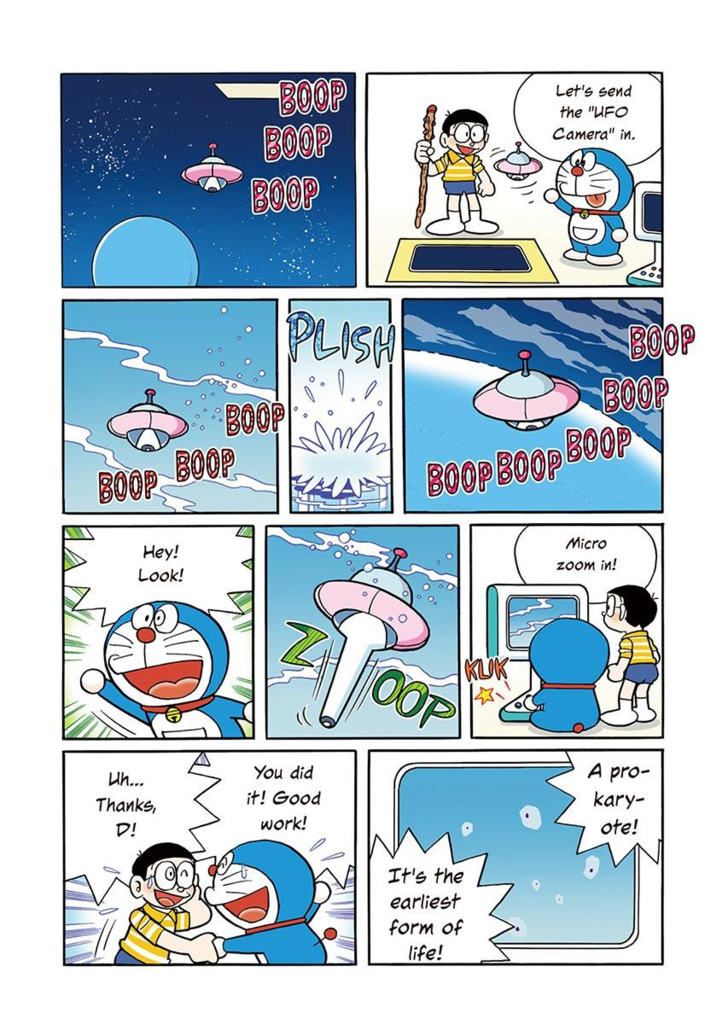 Let's send
the "UFO
Camera" in.
BOOP
BOOP
BOOP
BOOP
BOOP
BOOP
BOOP
BOOP
PLISH
BOOP
BOOP
BOOP
Micro
zoom in!
KLIK
ZOOP
Hey!
Look!
A pro-
kary-
ote!
It's the
earliest
form of
life!
You did
it! Good
work!
Uh...
Thanks,
D!